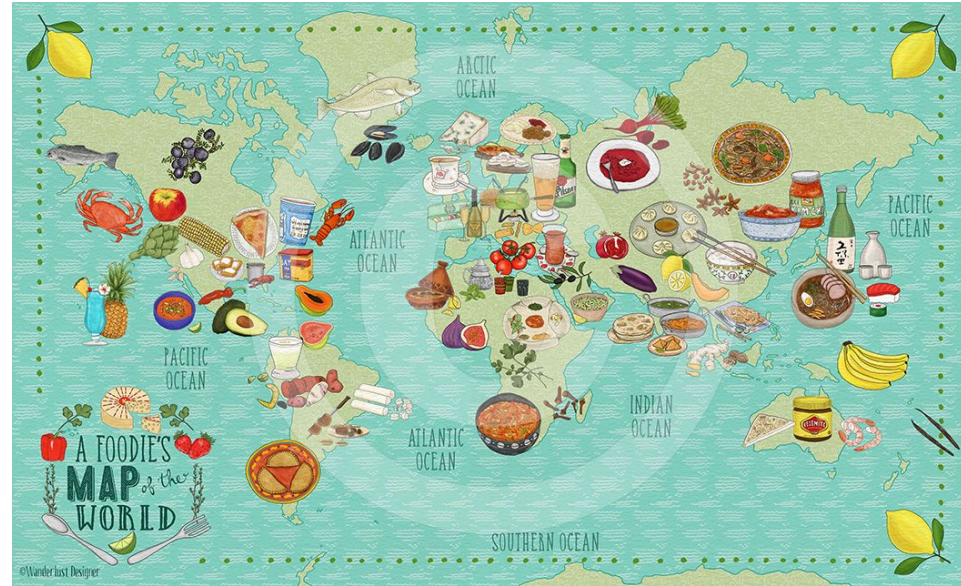 ARCTIC
OCEAN
PACIFIC
OCEAN
ATLANTIC
OCEAN
PACIFIC
OCEAN
ATLANTIC
OCEAN
INDIAN
OCEAN
SOUTHERN OCEAN
VEGEMITE
A FOODIE'S
MAP of the
WORLD
©Wanderlust Designer